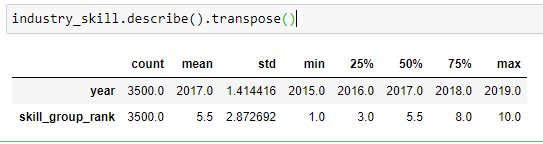 industry_skill.describe().transpose()
count mean std min 25% 50% 75% max
year 3500.0 2017.0 1.414416 2015.0 2016.0 2017.0 2018.0 2019.0
skill_group_rank 3500.0 5.5 2.872692 1.0 3.0 5.5 8.0 10.0